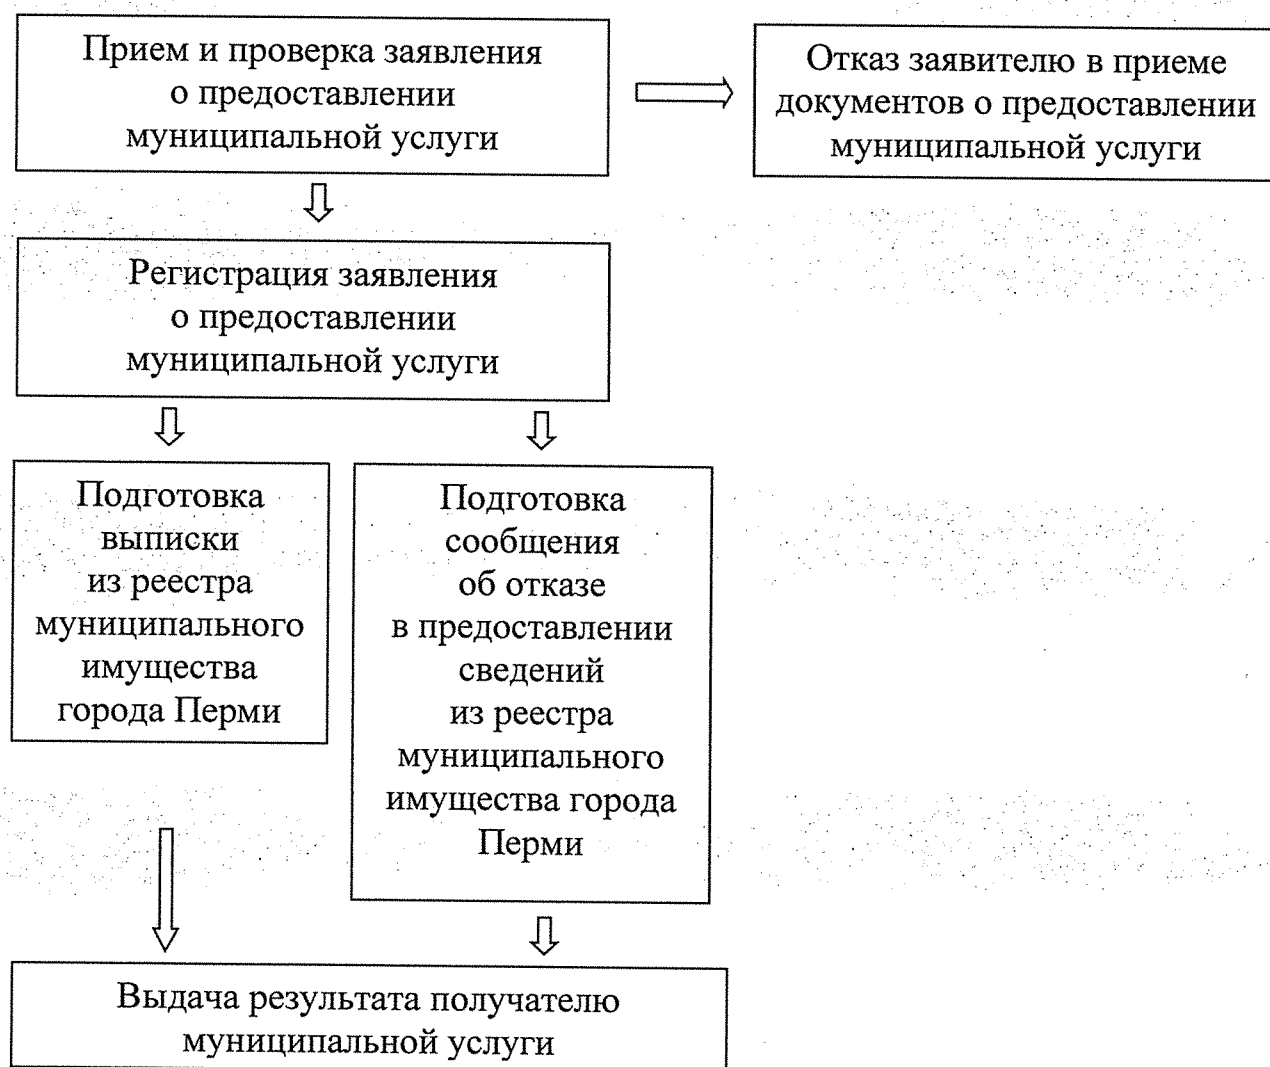 Прием и проверка заявления
о предоставлении
муниципальной услуги
Отказ заявителю в приеме
документов о предоставлении
муниципальной услуги
Регистрация заявления
о предоставлении
муниципальной услуги
Подготовка
выписки
из реестра
муниципального
имущества
города Перми
Подготовка
сообщения
об отказе
в предоставлении
сведений
из реестра
муниципального
имущества города
Перми
Выдача результата получателю
муниципальной услуги